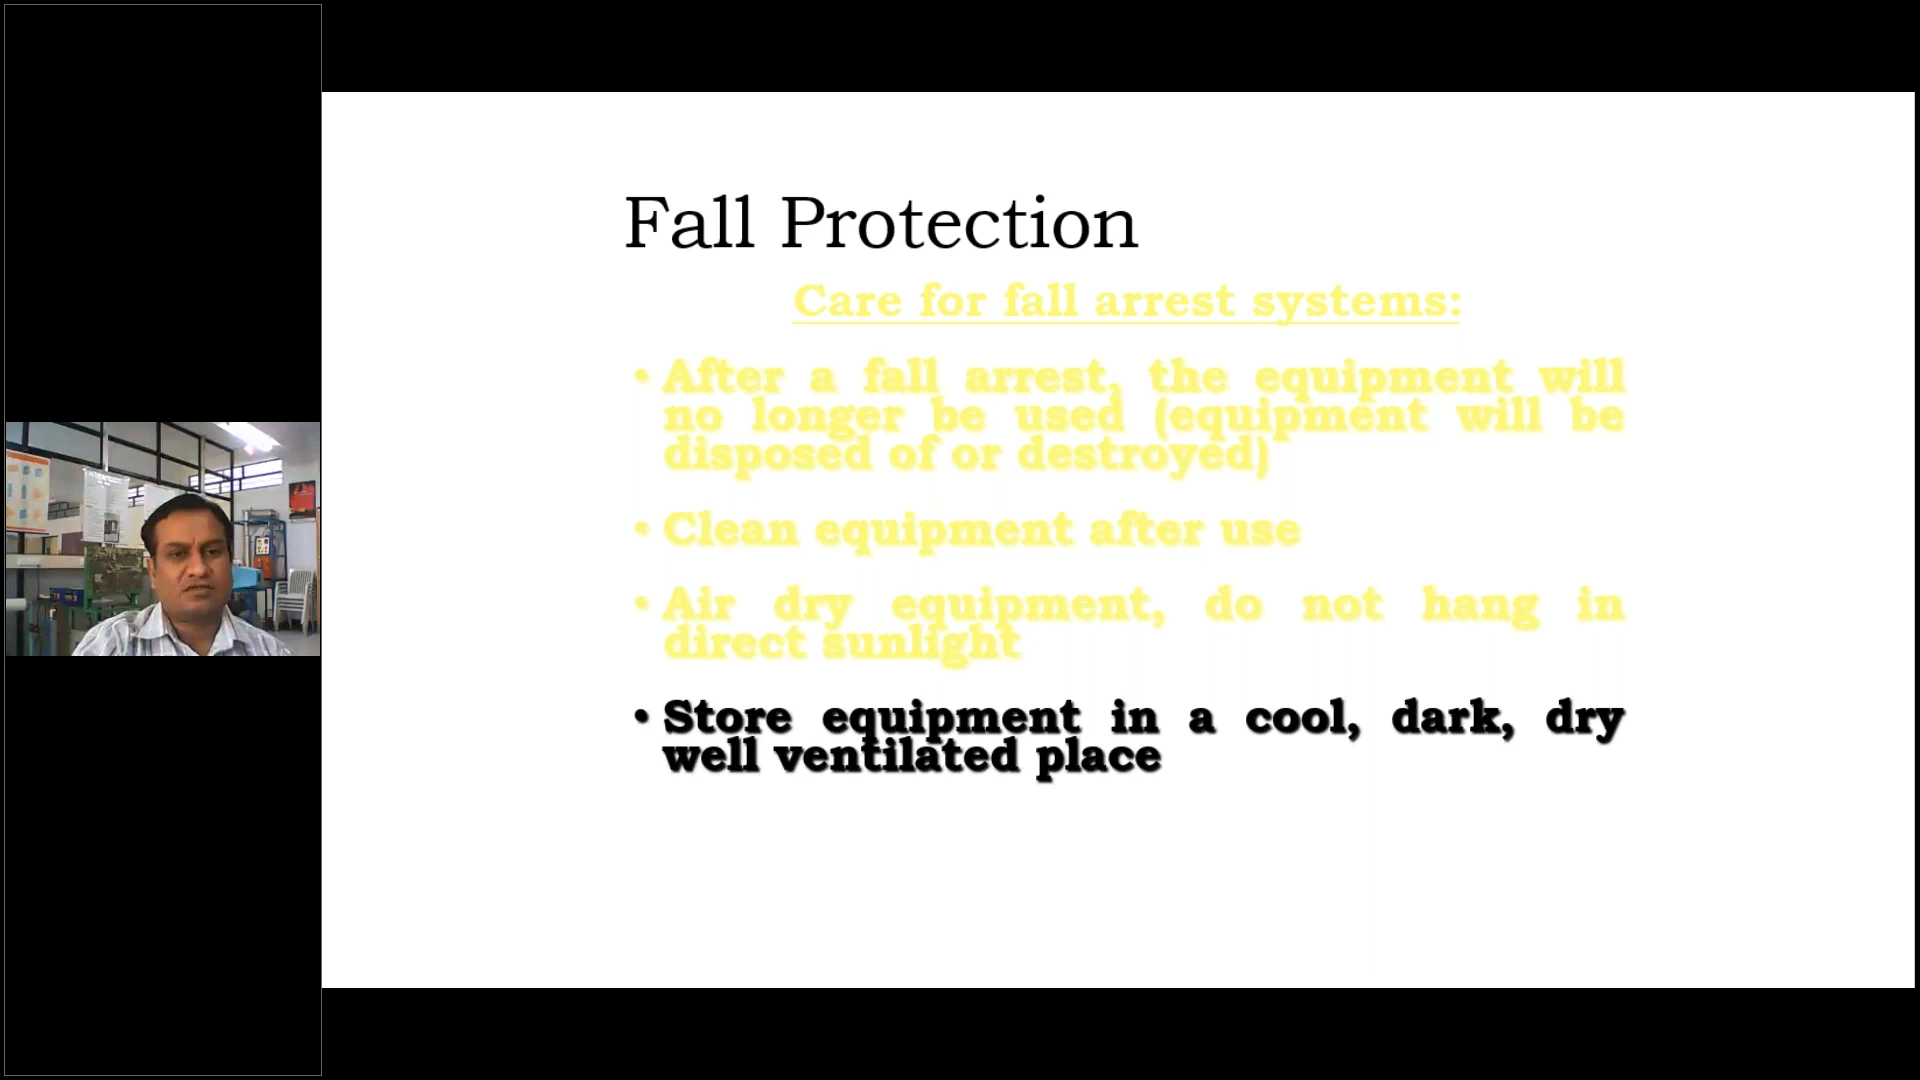 Fall Protection
Care for fall arrest systems:
• After a fall arrest, the equipment will
no longer be used (equipment will be
disposed of or destroyed)
• Clean equipment after use
• Air dry equipment, do not hang in
direct sunlight
• Store equipment in a cool, dark, dry
well ventilated place